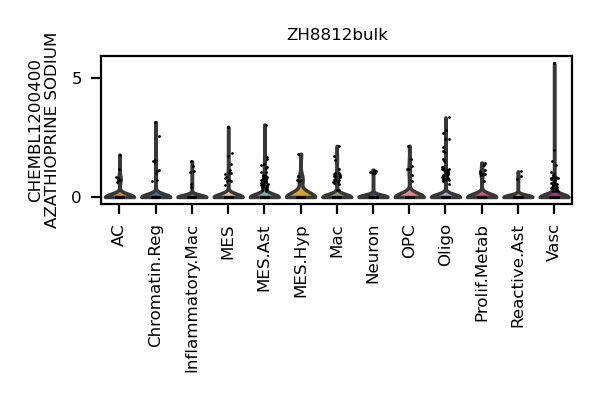 ZH8812bulk
CHEMBL1200400
AZATHIOPRINE SODIUM
5
0
AC
Chromatin.Reg
Inflammatory.Mac
MES
MES.Ast
MES.Hyp
Mac
Neuron
OPC
Oligo
Prolif.Metab
Reactive.Ast
Vasc